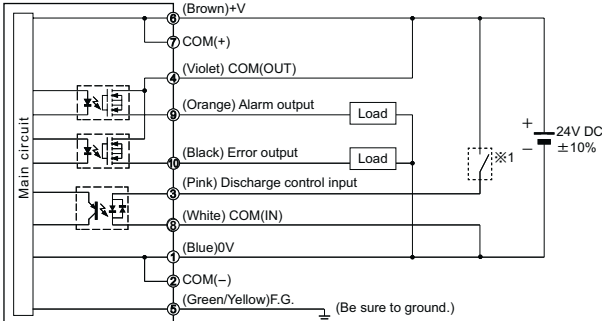 ⑥ (Brown)+V
⑦ COM(+)
④ (Violet) COM(OUT)
⑨ (Orange) Alarm output
Load
⑩ (Black) Error output
Load
③ (Pink) Discharge control input
⑧ (White) COM(IN)
① (Blue)0V
② COM(−)
⑤ (Green/Yellow)F.G.
(Be sure to ground.)
Main circuit
※1
+
−
24V DC
±10%